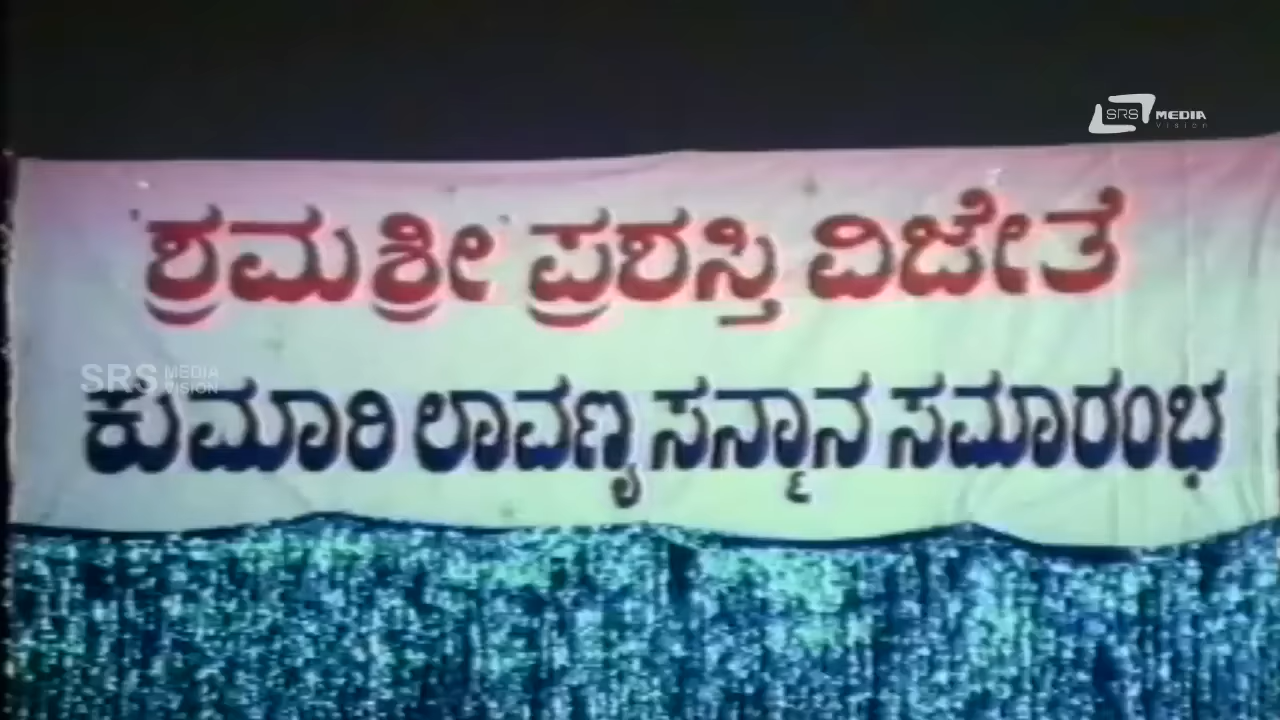 SRS MEDIA
Vision
'ಶ್ರಮಶ್ರೀ' ಪ್ರಶಸ್ತಿ ವಿಜೇತೆ
SRS MEDIA
VISION
ಕುಮಾರಿ ಲಾವಣ್ಯ ಸನ್ಮಾನ ಸಮಾರಂಭ